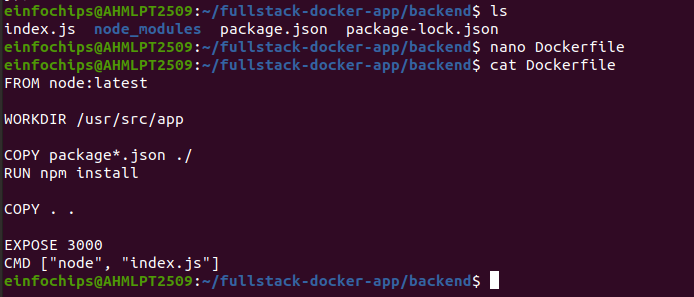 einfochips@AHMLPT2509:~/fullstack-docker-app/backend$ ls
index.js  node_modules  package.json  package-lock.json
einfochips@AHMLPT2509:~/fullstack-docker-app/backend$ nano Dockerfile
einfochips@AHMLPT2509:~/fullstack-docker-app/backend$ cat Dockerfile
FROM node:latest
WORKDIR /usr/src/app
COPY package*.json ./
RUN npm install
COPY . .
EXPOSE 3000
CMD ["node", "index.js"]
einfochips@AHMLPT2509:~/fullstack-docker-app/backend$